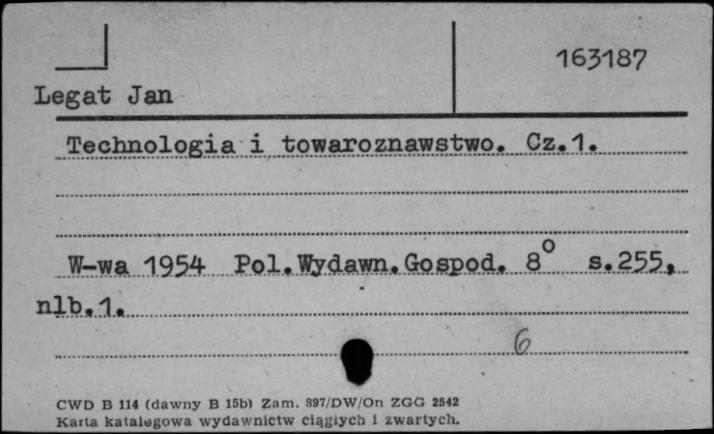 163187
Legat Jan
Technologia i towaroznawstwo. Cz.1.
W-wa 1954 Pol.Wydawn.Gospod. 8° s.255,
nlb.1.
6
CWD B 114 (dawny B 15b) Zam. 897/DW/On ZGG 2542
Karta katalogowa wydawnictw ciągłych i zwartych.